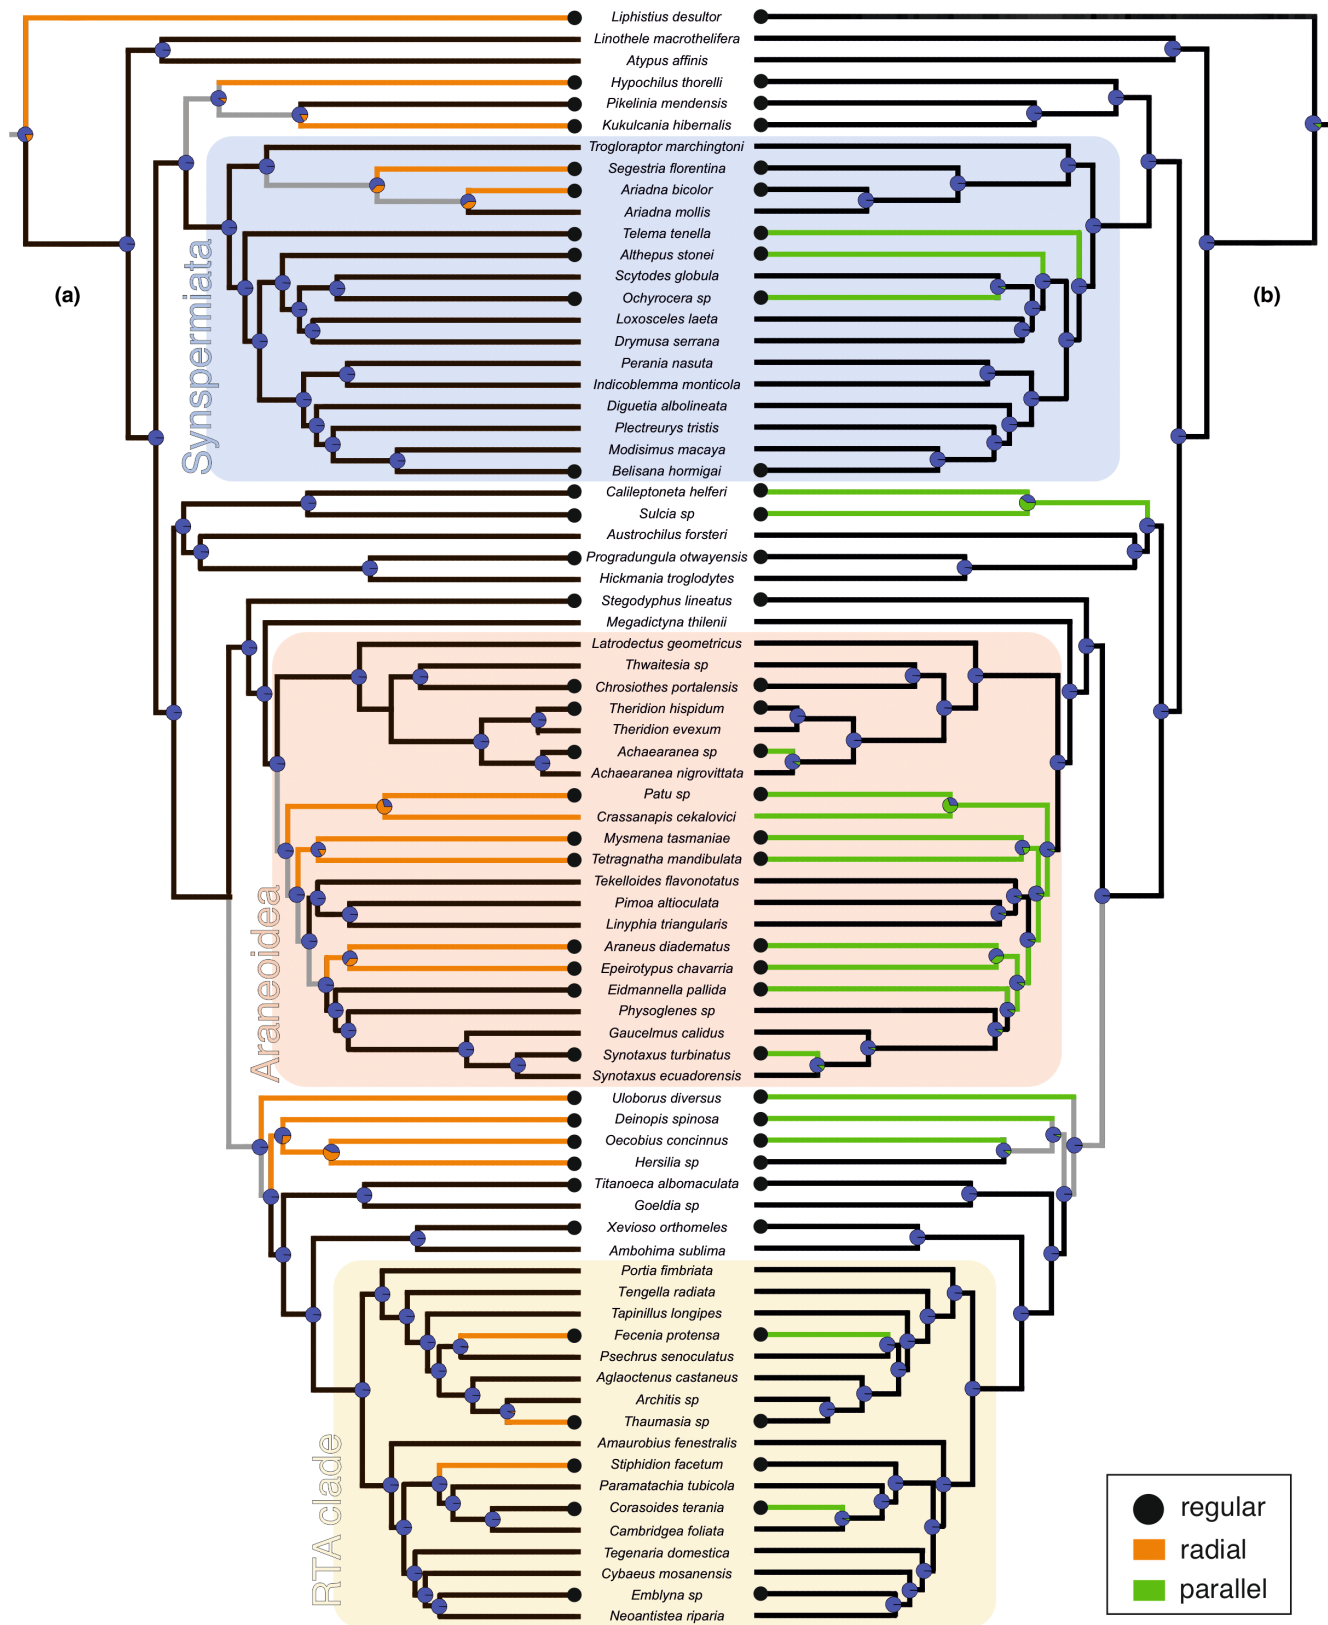 Liphistius desultor
Linothele macrothelifera
Atypus affinis
Hypochilus thorelli
Pikelinia mendensis
Kukulcania hibernalis
Trogloraptor marchingtoni
Segestria florentina
Ariadna bicolor
Ariadna mollis
Telema tenella
Althepus stonei
Scytodes globula
(a)
Ochyrocera sp
(b)
Loxosceles laeta
Drymusa serrana
Synspermiata
Perania nasuta
Indicoblemma monticola
Diguetia albolineata
Plectreurys tristis
Modisimus macaya
Belisana hormigai
Calileptoneta helferi
Sulcia sp
Austrochilus forsteri
Progradungula otwayensis
Hickmania troglodytes
Stegodyphus lineatus
Megadictyna thilenii
Latrodectus geometricus
Thwaitesia sp
Chrosiothes portalensis
Theridion hispidum
Theridion evexum
Achaearanea sp
Achaearanea nigrovittata
Patu sp
Crassanapis cekalovici
Mysmena tasmaniae
Tetragnatha mandibulata
Tekelloides flavonotatus
Pimoa altioculata
Linyphia triangularis
Araneus diadematus
Epeirotypus chavarria
Araneoidea
Eidmannella pallida
Physoglenes sp
Gaucelmus calidus
Synotaxus turbinatus
Synotaxus ecuadorensis
Uloborus diversus
Deinopis spinosa
Oecobius concinnus
Hersilia sp
Titanoeca albomaculata
Goeldia sp
Xevioso orthomeles
Ambohima sublima
Portia fimbriata
Tengella radiata
Tapinillus longipes
Fecenia protensa
Psechrus senoculatus
Aglaoctenus castaneus
Architis sp
Thaumasia sp
Amaurobius fenestralis
Stiphidion facetum
Paramatachia tubicola
Corasoides terania
Cambridgea foliata
RTA clade
Tegenaria domestica
Cybaeus mosanensis
Emblyna sp
Neoantistea riparia
regular
radial
parallel